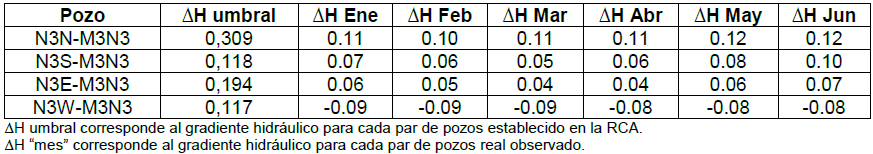 Pozo ΔH umbral ΔH Ene ΔH Feb ΔH Mar ΔH Abr ΔH May ΔH Jun
N3N-M3N3 0,309 0.11 0.10 0.11 0.11 0.12 0.12
N3S-M3N3 0,118 0.07 0.06 0.05 0.06 0.08 0.10
N3E-M3N3 0,194 0.06 0.05 0.04 0.04 0.06 0.07
N3W-M3N3 0,117 -0.09 -0.09 -0.09 -0.08 -0.08 -0.08
ΔH umbral corresponde al gradiente hidráulico para cada par de pozos establecido en la RCA.
ΔH “mes” corresponde al gradiente hidráulico para cada par de pozos real observado.